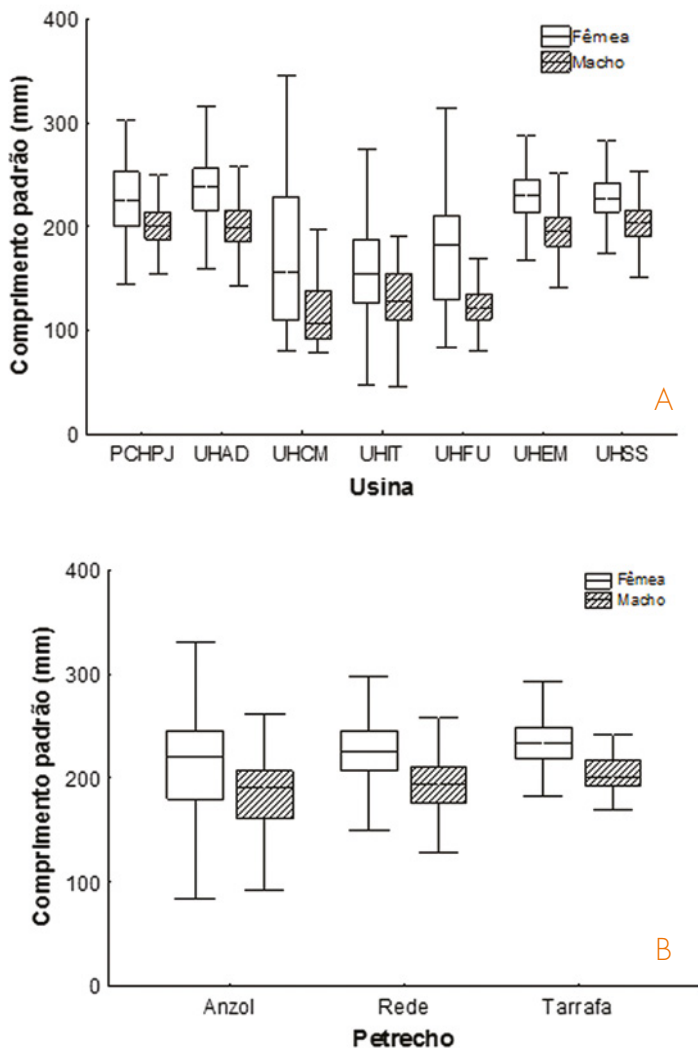 400
300
200
100
0
Comprimento padrão (mm)
Fêmea
Macho
A
PCHPJ UHAD UHCM UHIT UHFU UHEM UHSS
Usina
400
300
200
100
0
Comprimento padrão (mm)
Fêmea
Macho
B
Anzol Rede Tarrafa
Petrecho